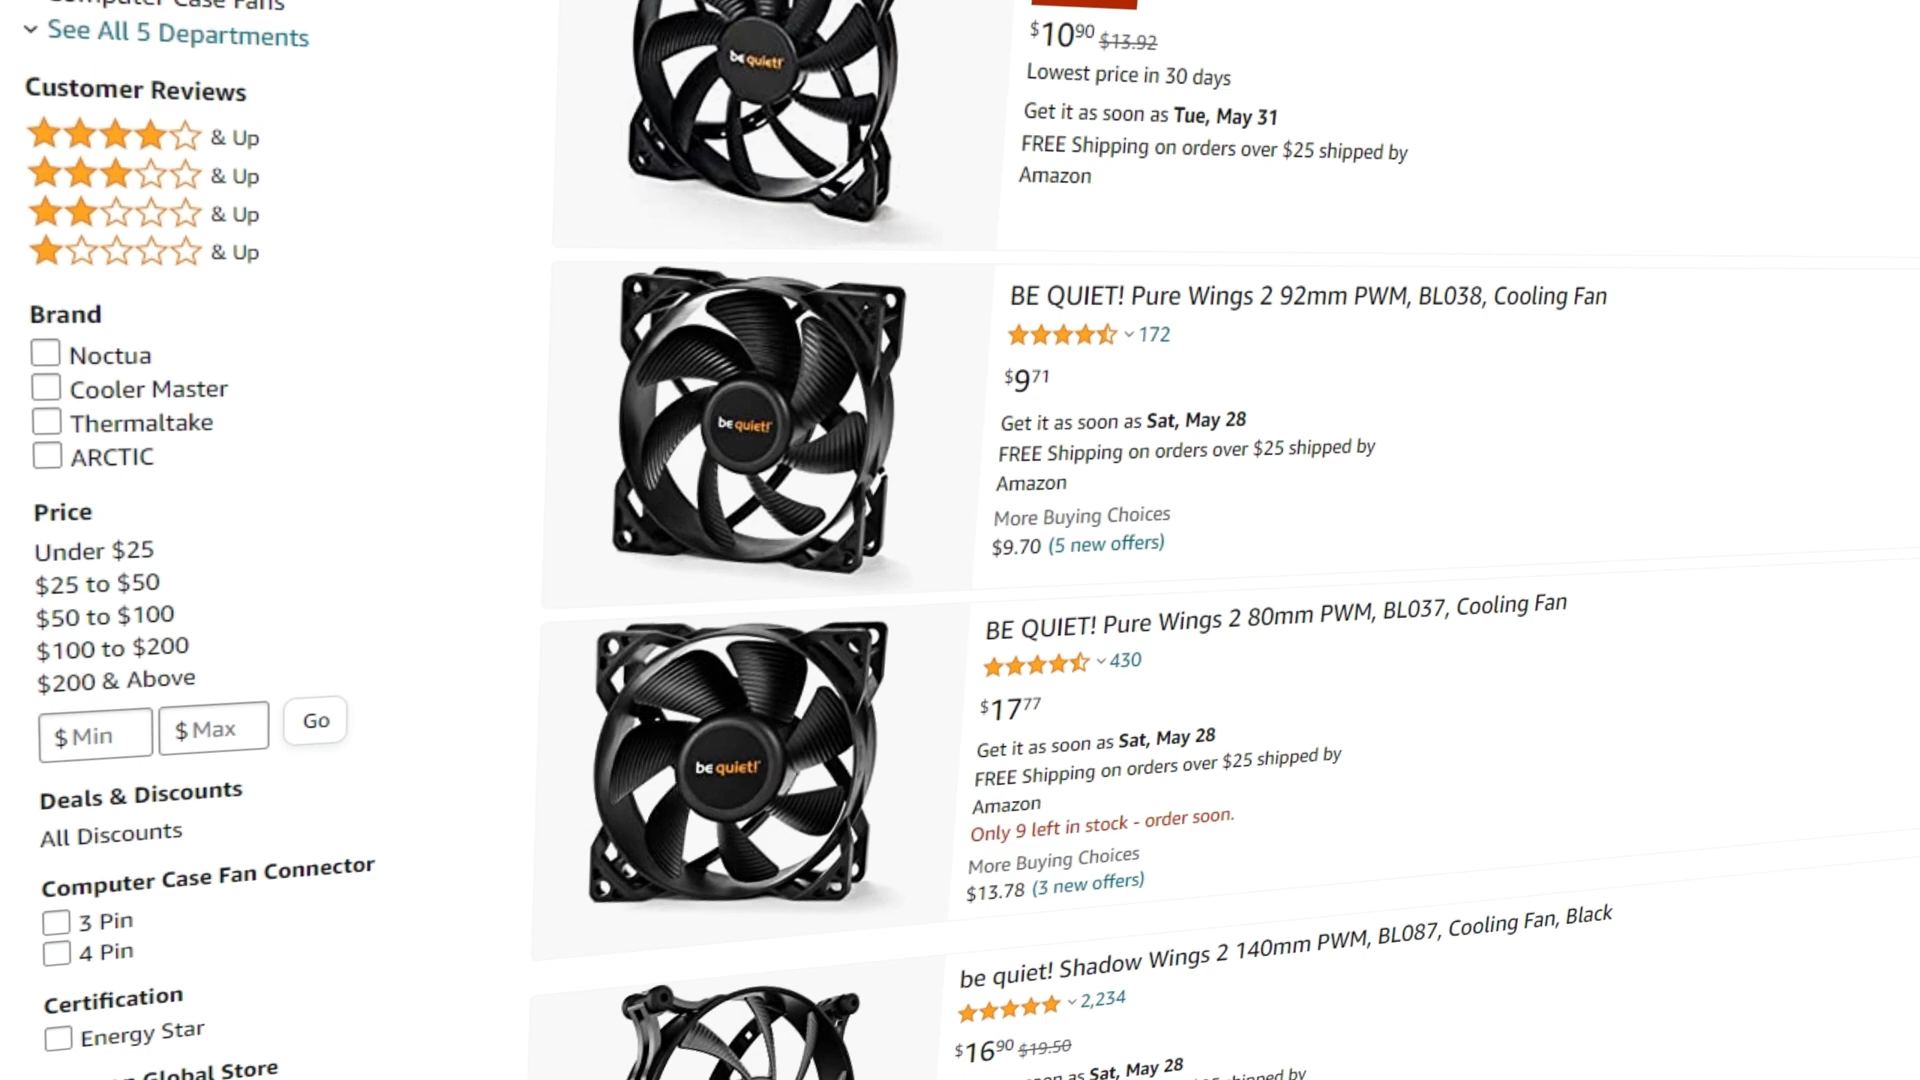 Computer Case Fans
See All 5 Departments
Customer Reviews
& Up
& Up
& Up
& Up
Brand
Noctua
Cooler Master
Thermaltake
ARCTIC
Price
Under $25
$25 to $50
$50 to $100
$100 to $200
$200 & Above
$ Min $ Max Go
Deals & Discounts
All Discounts
Computer Case Fan Connector
3 Pin
4 Pin
Certification
Energy Star
Global Store
be quiet!
$10.90 $13.92
Lowest price in 30 days
Get it as soon as Tue, May 31
FREE Shipping on orders over $25 shipped by
Amazon
be quiet!
BE QUIET! Pure Wings 2 92mm PWM, BL038, Cooling Fan
172
$9.71
Get it as soon as Sat, May 28
FREE Shipping on orders over $25 shipped by
Amazon
More Buying Choices
$9.70 (5 new offers)
be quiet!
BE QUIET! Pure Wings 2 80mm PWM, BL037, Cooling Fan
430
$17.77
Get it as soon as Sat, May 28
FREE Shipping on orders over $25 shipped by
Amazon
Only 9 left in stock - order soon.
More Buying Choices
$13.78 (3 new offers)
be quiet! Shadow Wings 2 140mm PWM, BL087, Cooling Fan, Black
2,234
$16.90 $19.50
as Sat, May 28
shipped by